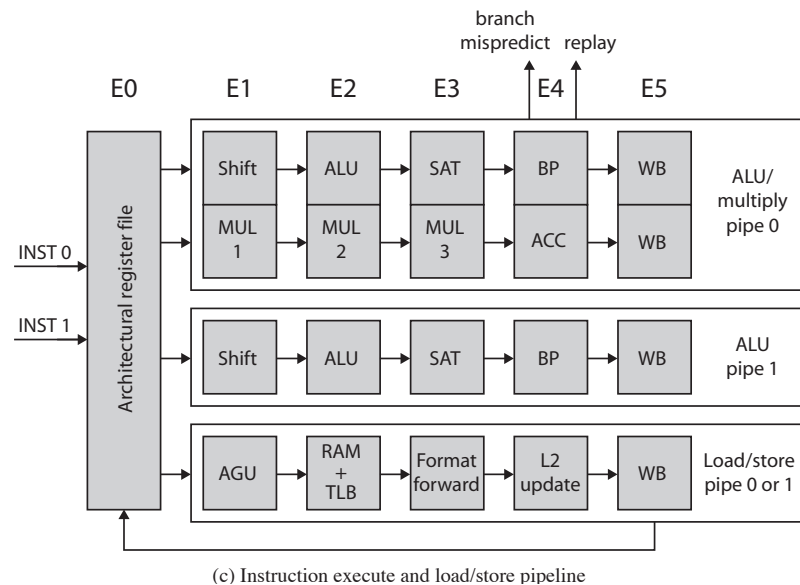 branch
mispredict replay
E0 E1 E2 E3 E4 E5
INST 0
INST 1
Architectural register file
Shift ALU SAT BP WB
MUL
1
MUL
2
MUL
3
ACC WB
ALU/
multiply
pipe 0
Shift ALU SAT BP WB
ALU
pipe 1
AGU
RAM
+
TLB
Format
forward
L2
update
WB
Load/store
pipe 0 or 1
(c) Instruction execute and load/store pipeline